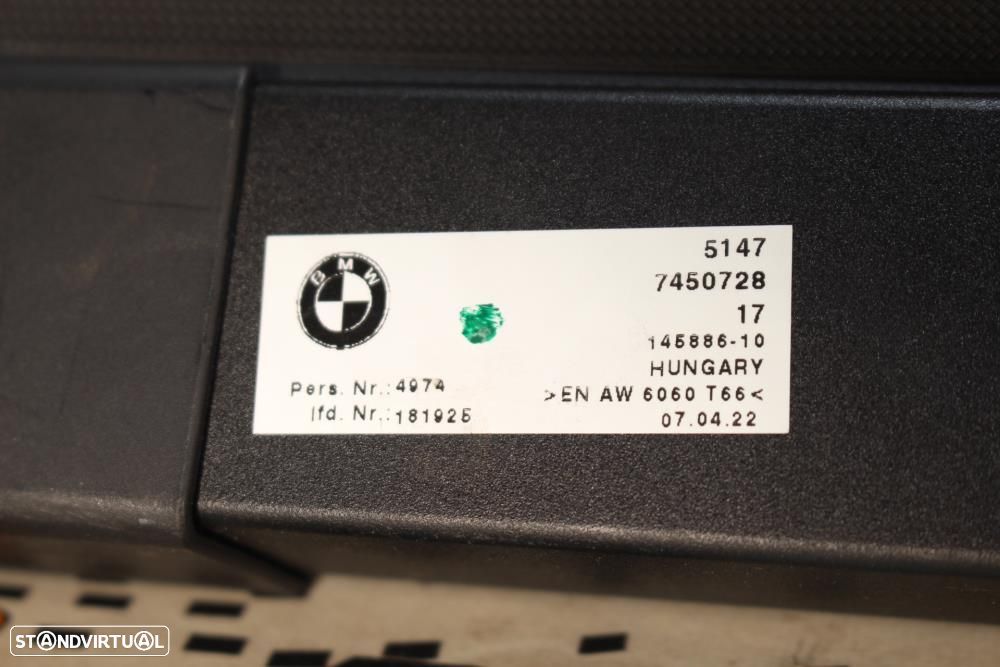 BMW
5147
7450728
17
145886-10
HUNGARY
Pers. Nr.:4974
>EN AW 6060 T66<
lfd. Nr.:181925
07.04.22
STANDVIRTUAL